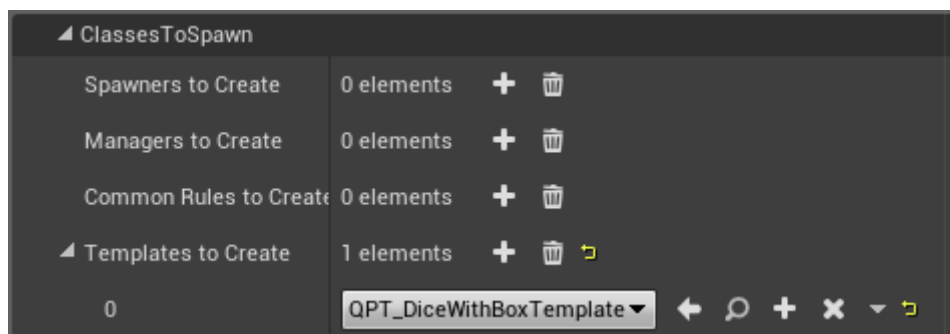 ClassesToSpawn
Spawners to Create 0 elements
Managers to Create 0 elements
Common Rules to Create 0 elements
Templates to Create 1 elements
0 QPT_DiceWithBoxTemplate